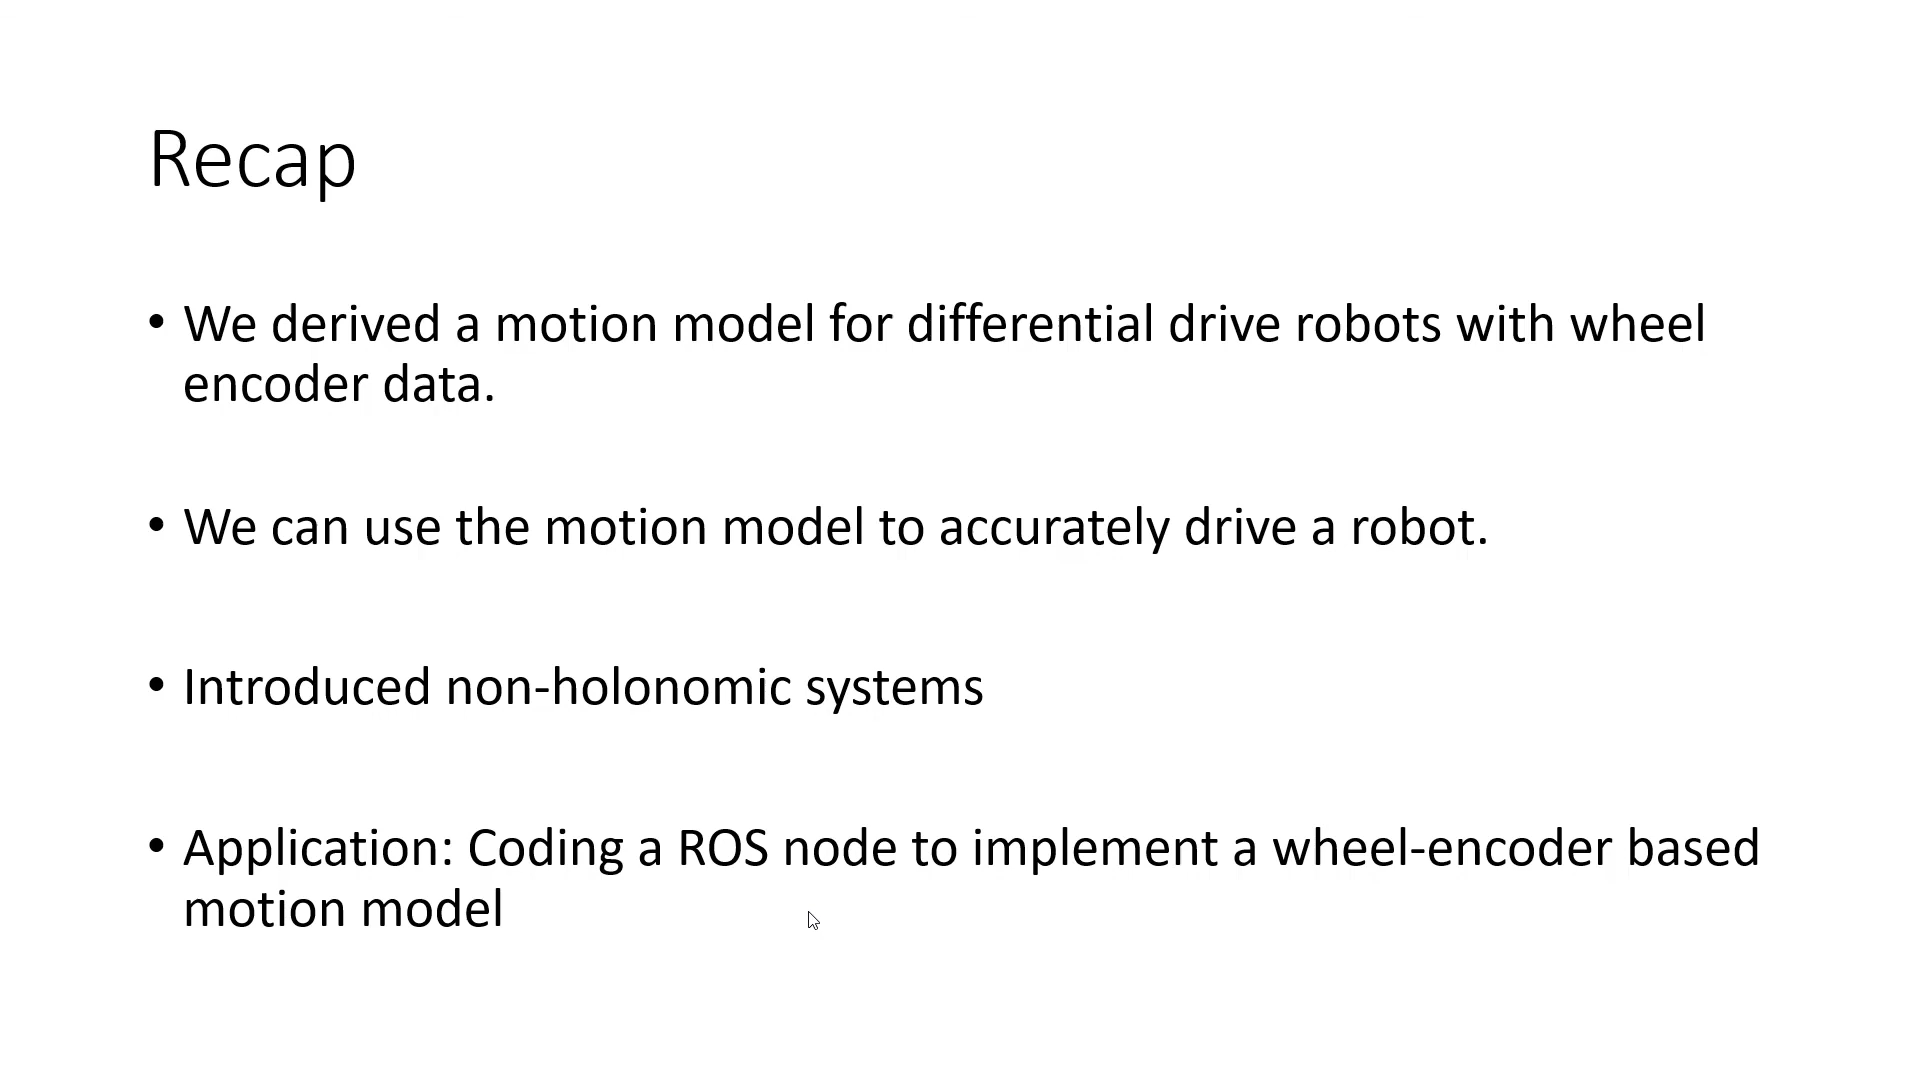 Recap
• We derived a motion model for differential drive robots with wheel
encoder data.
• We can use the motion model to accurately drive a robot.
• Introduced non-holonomic systems
• Application: Coding a ROS node to implement a wheel-encoder based
motion model